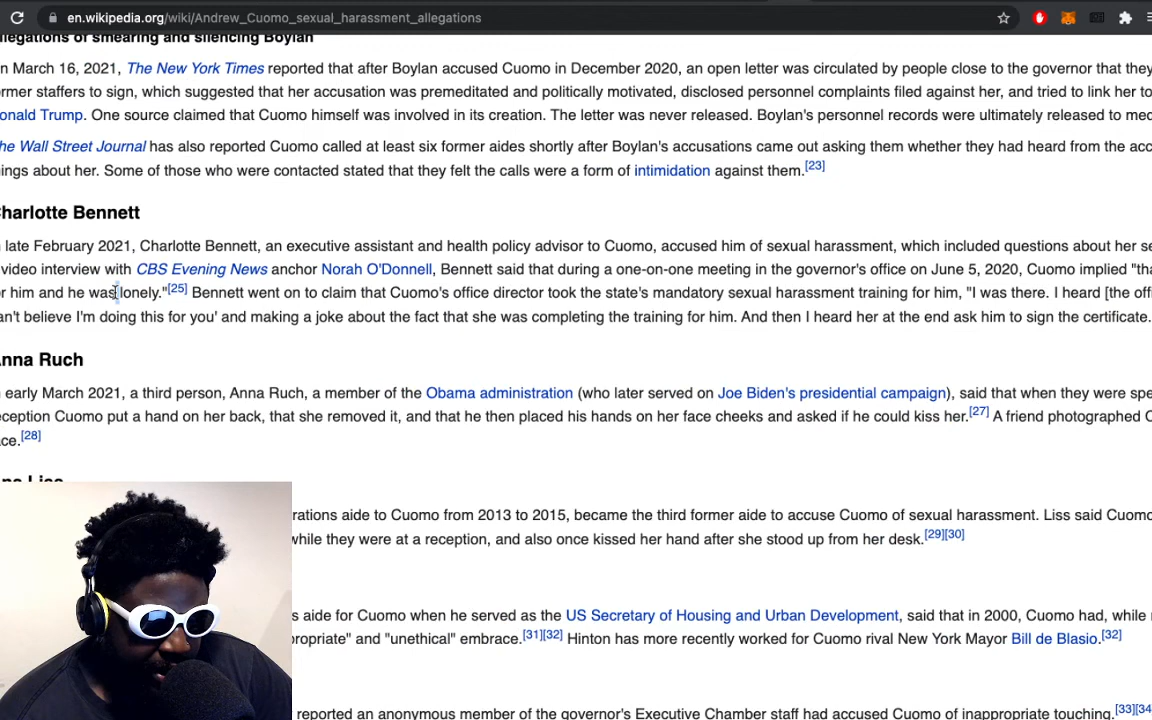 en.wikipedia.org/wiki/Andrew_Cuomo_sexual_harassment_allegations
llegations of smearing and silencing Boylan
n March 16, 2021, The New York Times reported that after Boylan accused Cuomo in December 2020, an open letter was circulated by people close to the governor that they
rmer staffers to sign, which suggested that her accusation was premeditated and politically motivated, disclosed personnel complaints filed against her, and tried to link her to
onald Trump. One source claimed that Cuomo himself was involved in its creation. The letter was never released. Boylan's personnel records were ultimately released to med
he Wall Street Journal has also reported Cuomo called at least six former aides shortly after Boylan's accusations came out asking them whether they had heard from the acc
ings about her. Some of those who were contacted stated that they felt the calls were a form of intimidation against them.[23]
harlotte Bennett
late February 2021, Charlotte Bennett, an executive assistant and health policy advisor to Cuomo, accused him of sexual harassment, which included questions about her se
video interview with CBS Evening News anchor Norah O'Donnell, Bennett said that during a one-on-one meeting in the governor's office on June 5, 2020, Cuomo implied "tha
r him and he was lonely."[25] Bennett went on to claim that Cuomo's office director took the state's mandatory sexual harassment training for him, "I was there. I heard [the offi
an't believe I'm doing this for you' and making a joke about the fact that she was completing the training for him. And then I heard her at the end ask him to sign the certificate.
nna Ruch
early March 2021, a third person, Anna Ruch, a member of the Obama administration (who later served on Joe Biden's presidential campaign), said that when they were spe
eception Cuomo put a hand on her back, that she removed it, and that he then placed his hands on her face cheeks and asked if he could kiss her.[27] A friend photographed C
ce.[28]
na Liss
rations aide to Cuomo from 2013 to 2015, became the third former aide to accuse Cuomo of sexual harassment. Liss said Cuomo
while they were at a reception, and also once kissed her hand after she stood up from her desk.[29][30]
s aide for Cuomo when he served as the US Secretary of Housing and Urban Development, said that in 2000, Cuomo had, while
ropriate" and "unethical" embrace.[31][32] Hinton has more recently worked for Cuomo rival New York Mayor Bill de Blasio.[32]
reported an anonymous member of the governor's Executive Chamber staff had accused Cuomo of inappropriate touching.[33][34